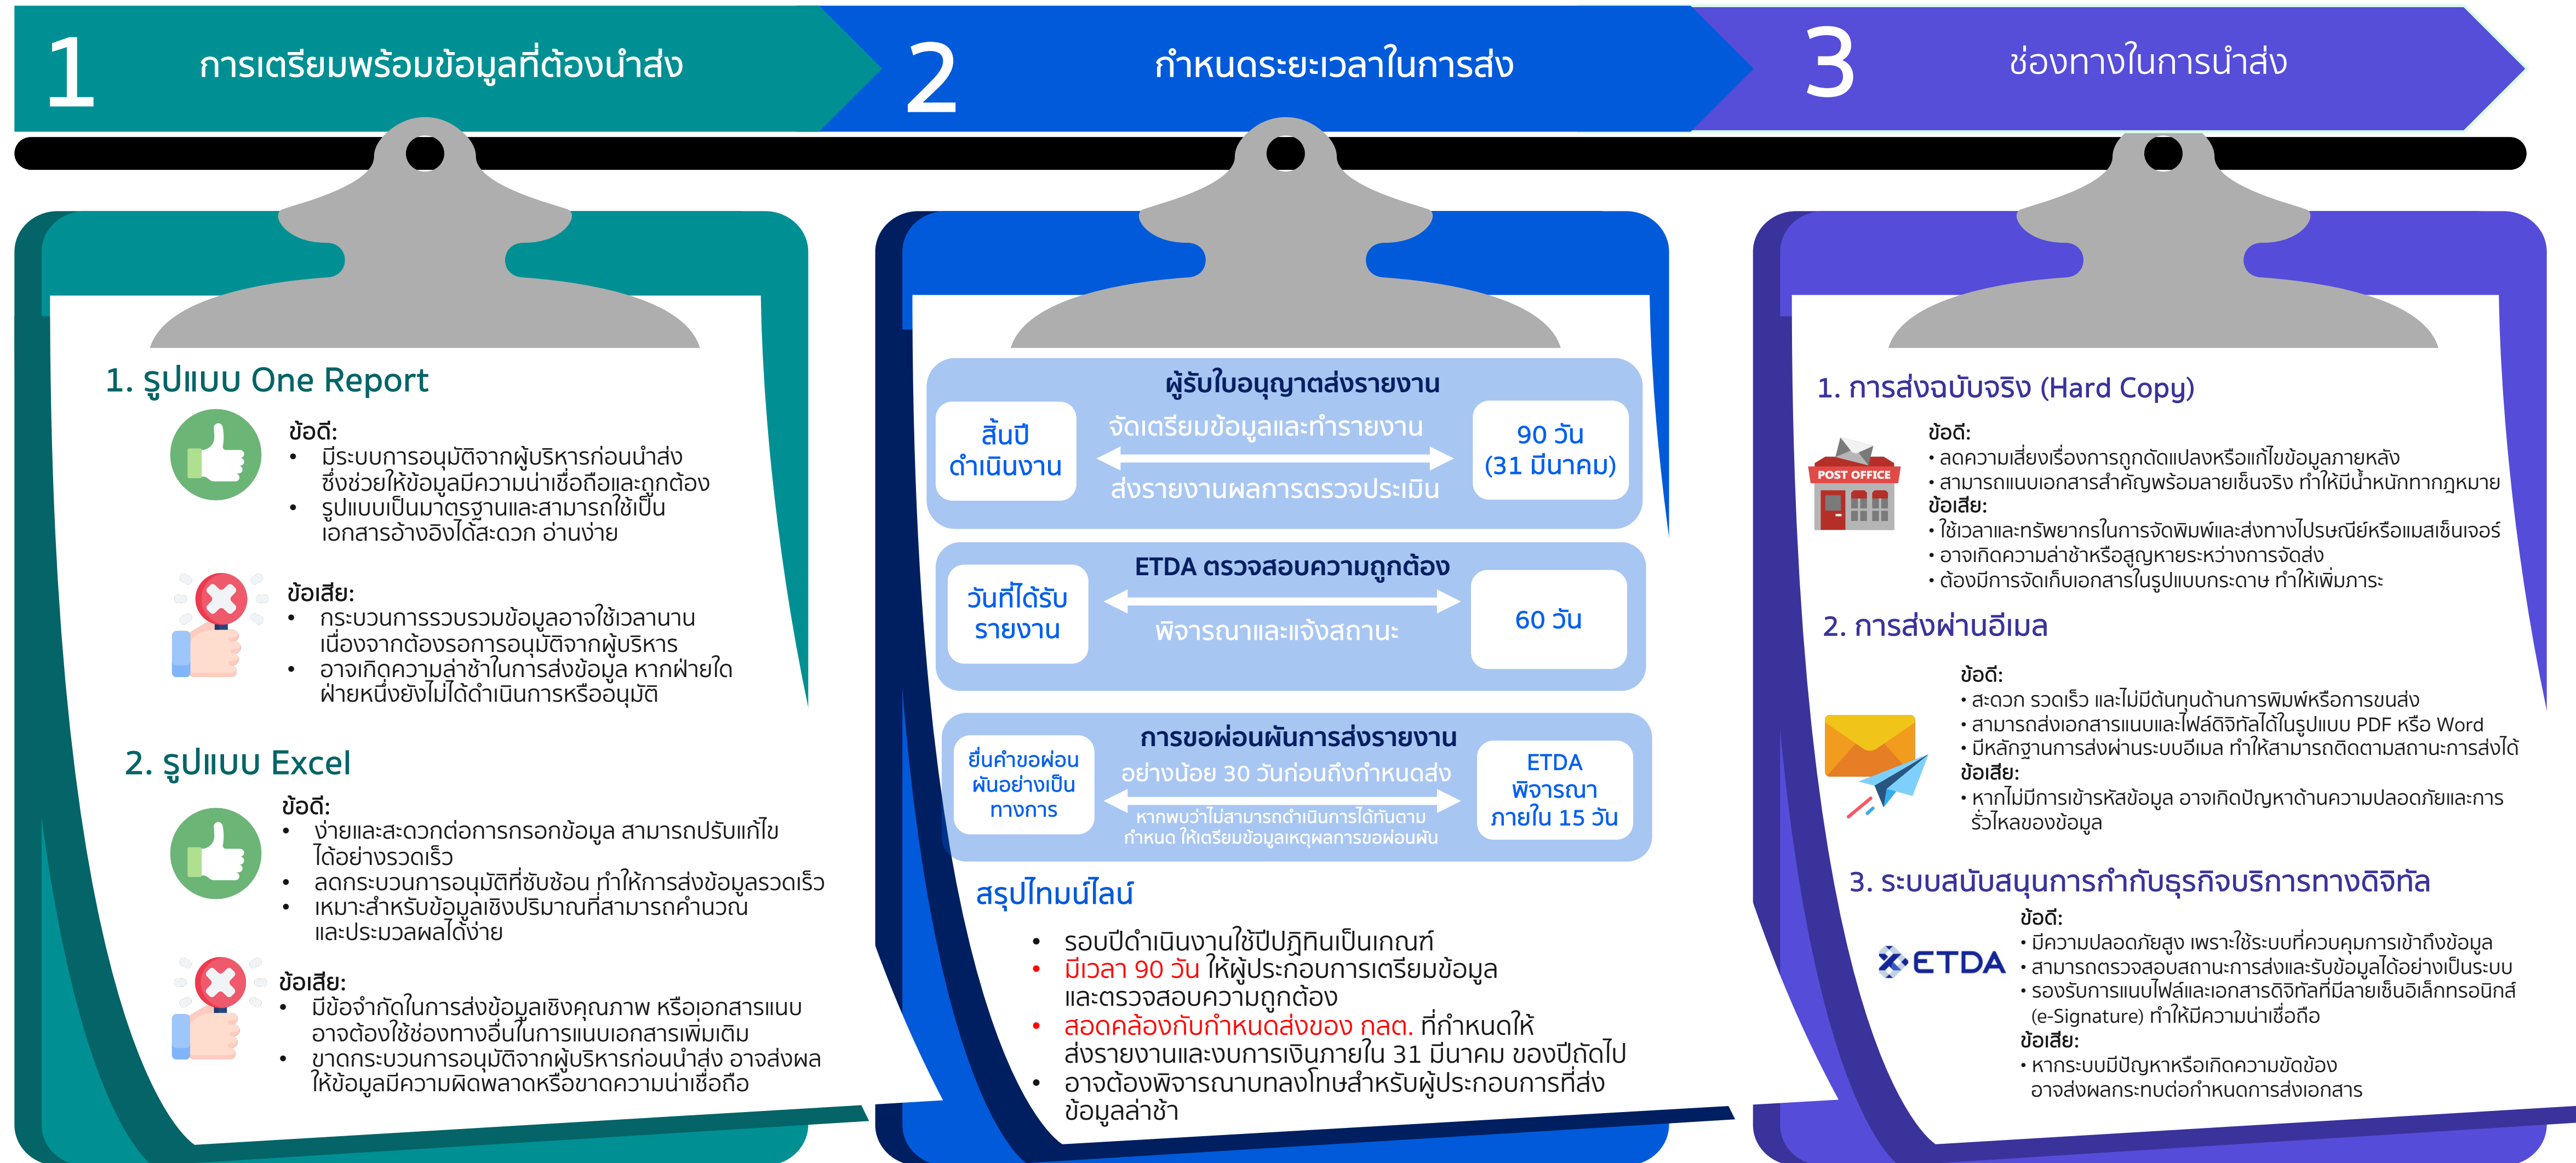 1
การเตรียมพร้อมข้อมูลที่ต้องนำส่ง
2
กำหนดระยะเวลาในการส่ง
3
ช่องทางในการนำส่ง
1. รูปแบบ One Report
ข้อดี:
• มีระบบการอนุมัติจากผู้บริหารก่อนนำส่ง
ซึ่งช่วยให้ข้อมูลมีความน่าเชื่อถือและถูกต้อง
• รูปแบบเป็นมาตรฐานและสามารถใช้เป็น
เอกสารอ้างอิงได้สะดวก อ่านง่าย
ข้อเสีย:
• กระบวนการรวบรวมข้อมูลอาจใช้เวลานาน
เนื่องจากต้องรอการอนุมัติจากผู้บริหาร
• อาจเกิดความล่าช้าในการส่งข้อมูล หากฝ่ายใด
ฝ่ายหนึ่งยังไม่ได้ดำเนินการหรืออนุมัติ
2. รูปแบบ Excel
ข้อดี:
• ง่ายและสะดวกต่อการกรอกข้อมูล สามารถปรับแก้ไข
ได้อย่างรวดเร็ว
• ลดกระบวนการอนุมัติที่ซับซ้อน ทำให้การส่งข้อมูลรวดเร็ว
• เหมาะสำหรับข้อมูลเชิงปริมาณที่สามารถคำนวณ
และประมวลผลได้ง่าย
ข้อเสีย:
• มีข้อจำกัดในการส่งข้อมูลเชิงคุณภาพ หรือเอกสารแนบ
อาจต้องใช้ช่องทางอื่นในการแนบเอกสารเพิ่มเติม
• ขาดกระบวนการอนุมัติจากผู้บริหารก่อนนำส่ง อาจส่งผล
ให้ข้อมูลมีความผิดพลาดหรือขาดความน่าเชื่อถือ
ผู้รับใบอนุญาตส่งรายงาน
สิ้นปี
ดำเนินงาน
จัดเตรียมข้อมูลและทำรายงาน
ส่งรายงานผลการตรวจประเมิน
90 วัน
(31 มีนาคม)
ETDA ตรวจสอบความถูกต้อง
วันที่ได้รับ
รายงาน
พิจารณาและแจ้งสถานะ
60 วัน
การขอผ่อนผันการส่งรายงาน
ยื่นคำขอผ่อน
ผันอย่างเป็น
ทางการ
อย่างน้อย 30 วันก่อนถึงกำหนดส่ง
หากพบว่าไม่สามารถดำเนินการได้ทันตาม
กำหนด ให้เตรียมข้อมูลเหตุผลการขอผ่อนผัน
ETDA
พิจารณา
ภายใน 15 วัน
สรุปไทมน์ไลน์
• รอบปีดำเนินงานใช้ปีปฏิทินเป็นเกณฑ์
• มีเวลา 90 วัน ให้ผู้ประกอบการเตรียมข้อมูล
และตรวจสอบความถูกต้อง
• สอดคล้องกับกำหนดส่งของ กลต. ที่กำหนดให้
ส่งรายงานและงบการเงินภายใน 31 มีนาคม ของปีถัดไป
• อาจต้องพิจารณาบทลงโทษสำหรับผู้ประกอบการที่ส่ง
ข้อมูลล่าช้า
1. การส่งฉบับจริง (Hard Copy)
POST OFFICE
ข้อดี:
• ลดความเสี่ยงเรื่องการถูกดัดแปลงหรือแก้ไขข้อมูลภายหลัง
• สามารถแนบเอกสารสำคัญพร้อมลายเซ็นจริง ทำให้มีน้ำหนักทากฎหมาย
ข้อเสีย:
• ใช้เวลาและทรัพยากรในการจัดพิมพ์และส่งทางไปรษณีย์หรือแมสเซ็นเจอร์
• อาจเกิดความล่าช้าหรือสูญหายระหว่างการจัดส่ง
• ต้องมีการจัดเก็บเอกสารในรูปแบบกระดาษ ทำให้เพิ่มภาระ
2. การส่งผ่านอีเมล
ข้อดี:
• สะดวก รวดเร็ว และไม่มีต้นทุนด้านการพิมพ์หรือการขนส่ง
• สามารถส่งเอกสารแนบและไฟล์ดิจิทัลได้ในรูปแบบ PDF หรือ Word
• มีหลักฐานการส่งผ่านระบบอีเมล ทำให้สามารถติดตามสถานะการส่งได้
ข้อเสีย:
• หากไม่มีการเข้ารหัสข้อมูล อาจเกิดปัญหาด้านความปลอดภัยและการ
รั่วไหลของข้อมูล
3. ระบบสนับสนุนการกำกับธุรกิจบริการทางดิจิทัล
ETDA
ข้อดี:
• มีความปลอดภัยสูง เพราะใช้ระบบที่ควบคุมการเข้าถึงข้อมูล
• สามารถตรวจสอบสถานะการส่งและรับข้อมูลได้อย่างเป็นระบบ
• รองรับการแนบไฟล์และเอกสารดิจิทัลที่มีลายเซ็นอิเล็กทรอนิกส์
(e-Signature) ทำให้มีความน่าเชื่อถือ
ข้อเสีย:
• หากระบบมีปัญหาหรือเกิดความขัดข้อง
อาจส่งผลกระทบต่อกำหนดการส่งเอกสาร